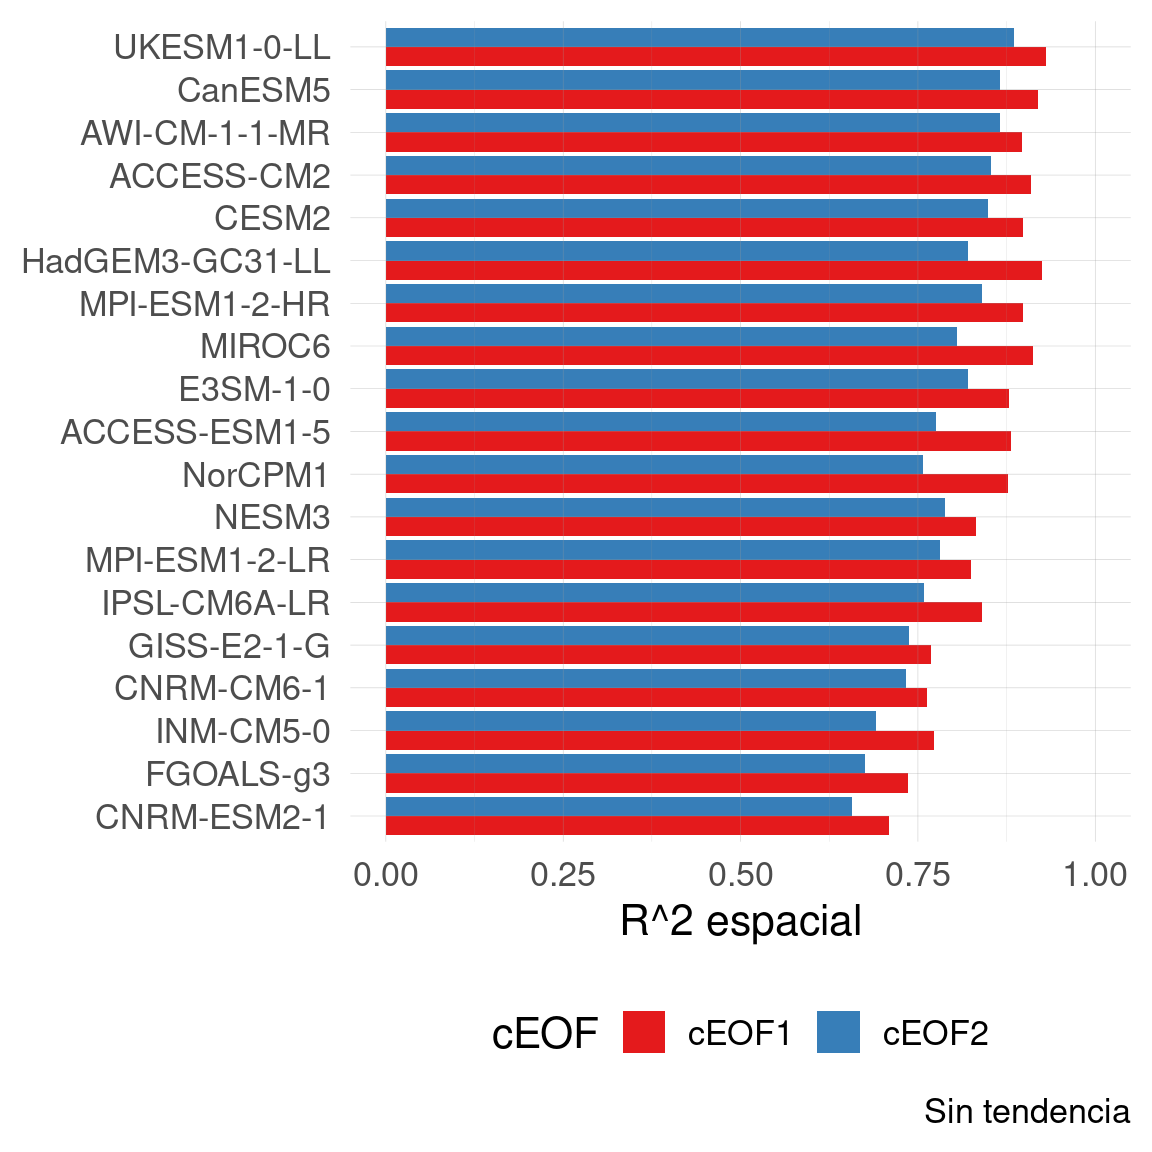 UKESM1-0-LL
CanESM5
AWI-CM-1-1-MR
ACCESS-CM2
CESM2
HadGEM3-GC31-LL
MPI-ESM1-2-HR
MIROC6
E3SM-1-0
ACCESS-ESM1-5
NorCPM1
NESM3
MPI-ESM1-2-LR
IPSL-CM6A-LR
GISS-E2-1-G
CNRM-CM6-1
INM-CM5-0
FGOALS-g3
CNRM-ESM2-1
0.00 0.25 0.50 0.75 1.00
R^2 espacial
cEOF cEOF1 cEOF2
Sin tendencia